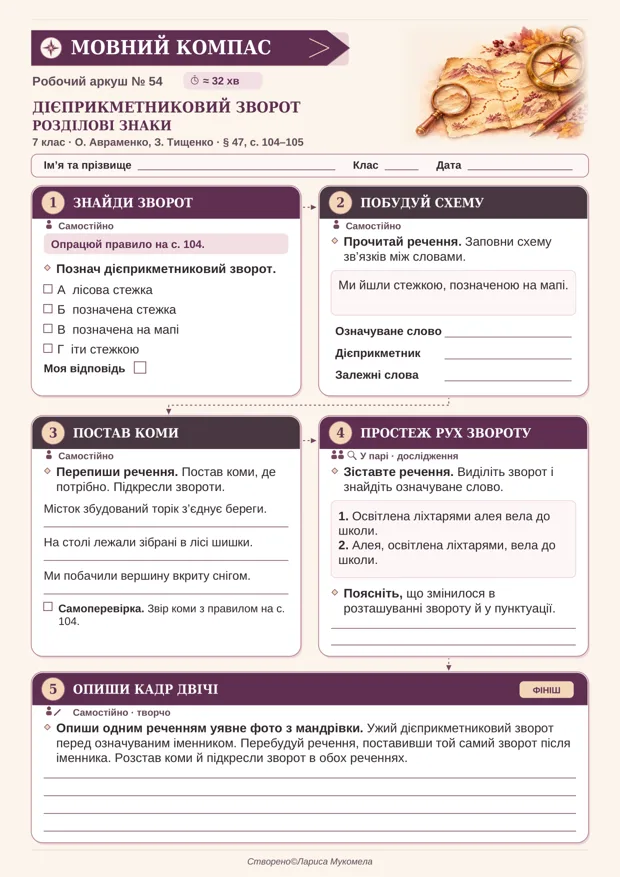 МОВНИЙ КОМПАС
Робочий аркуш № 54
≈ 32 хв
ДІЄПРИКМЕТНИКОВИЙ ЗВОРОТ
РОЗДІЛОВІ ЗНАКИ
7 клас · О. Авраменко, З. Тищенко · § 47, с. 104–105
Ім’я та прізвище Клас Дата
1 ЗНАЙДИ ЗВОРОТ
Самостійно
Опрацюй правило на с. 104.
Познач дієприкметниковий зворот.
А лісова стежка
Б позначена стежка
В позначена на мапі
Г іти стежкою
Моя відповідь
2 ПОБУДУЙ СХЕМУ
Самостійно
Прочитай речення. Заповни схему
зв’язків між словами.
Ми йшли стежкою, позначеною на мапі.
Означуване слово
Дієприкметник
Залежні слова
3 ПОСТАВ КОМИ
Самостійно
Перепиши речення. Постав коми, де
потрібно. Підкресли звороти.
Місток збудований торік з’єднує береги.
На столі лежали зібрані в лісі шишки.
Ми побачили вершину вкриту снігом.
Самоперевірка. Звір коми з правилом на с.
104.
4 ПРОСТЕЖ РУХ ЗВОРОТУ
У парі · дослідження
Зіставте речення. Виділіть зворот і
знайдіть означуване слово.
1. Освітлена ліхтарями алея вела до
школи.
2. Алея, освітлена ліхтарями, вела до
школи.
Поясніть, що змінилося в
розташуванні звороту й у пунктуації.
5 ОПИШИ КАДР ДВІЧІ
ФІНІШ
Самостійно · творчо
Опиши одним реченням уявне фото з мандрівки. Ужий дієприкметниковий зворот
перед означуваним іменником. Перебудуй речення, поставивши той самий зворот після
іменника. Розстав коми й підкресли зворот в обох реченнях.
Створено©Лариса Мукомела